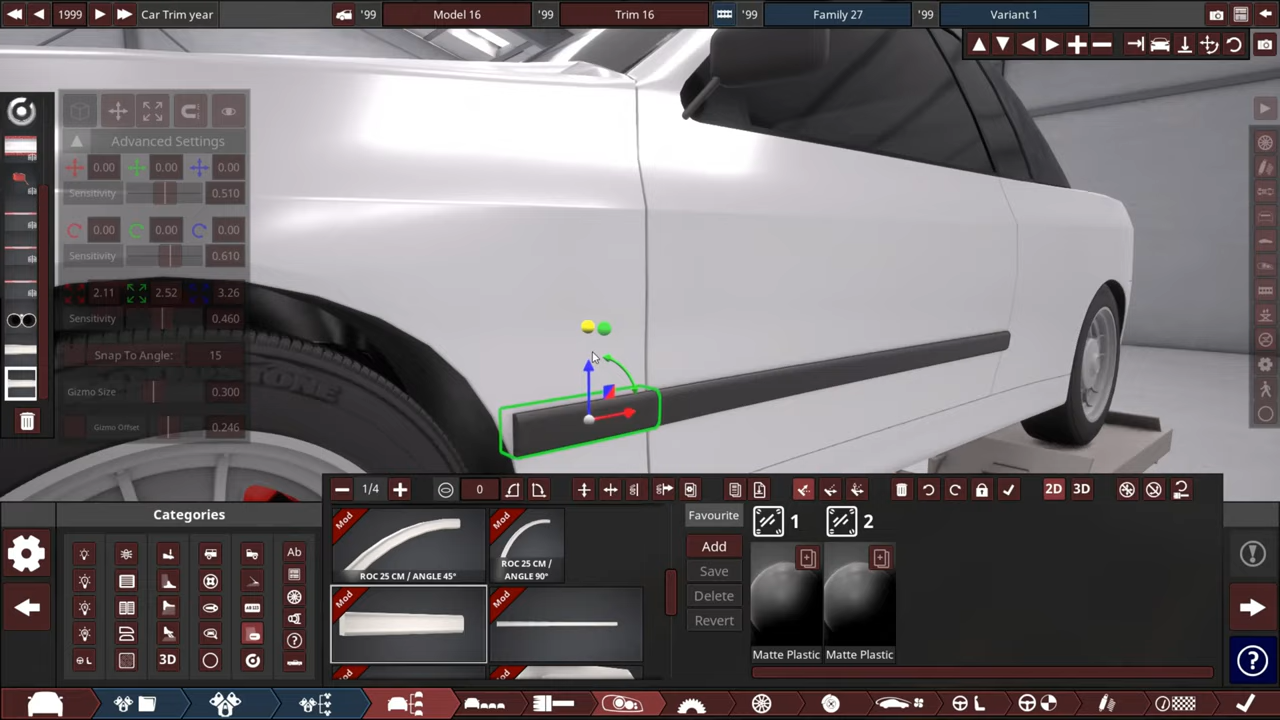 1999 Car Trim year '99 Model 16 '99 Trim 16 '99 Family 27 '99 Variant 1
Advanced Settings
0.00 0.00 0.00
Sensitivity 0.510
0.00 0.00 0.00
Sensitivity 0.610
2.11 2.52 3.26
Sensitivity 0.460
Snap To Angle: 15
Gizmo Size 0.300
Gizmo Offset 0.246
1/4 0 2D 3D
Categories
Favourite
Add
Save
Delete
Revert
Mod
ROC 25 CM / ANGLE 45°
Mod
ROC 25 CM / ANGLE 90°
Mod
Mod
Mod
Mod
1 2
Matte Plastic Matte Plastic
Ab
L 3D